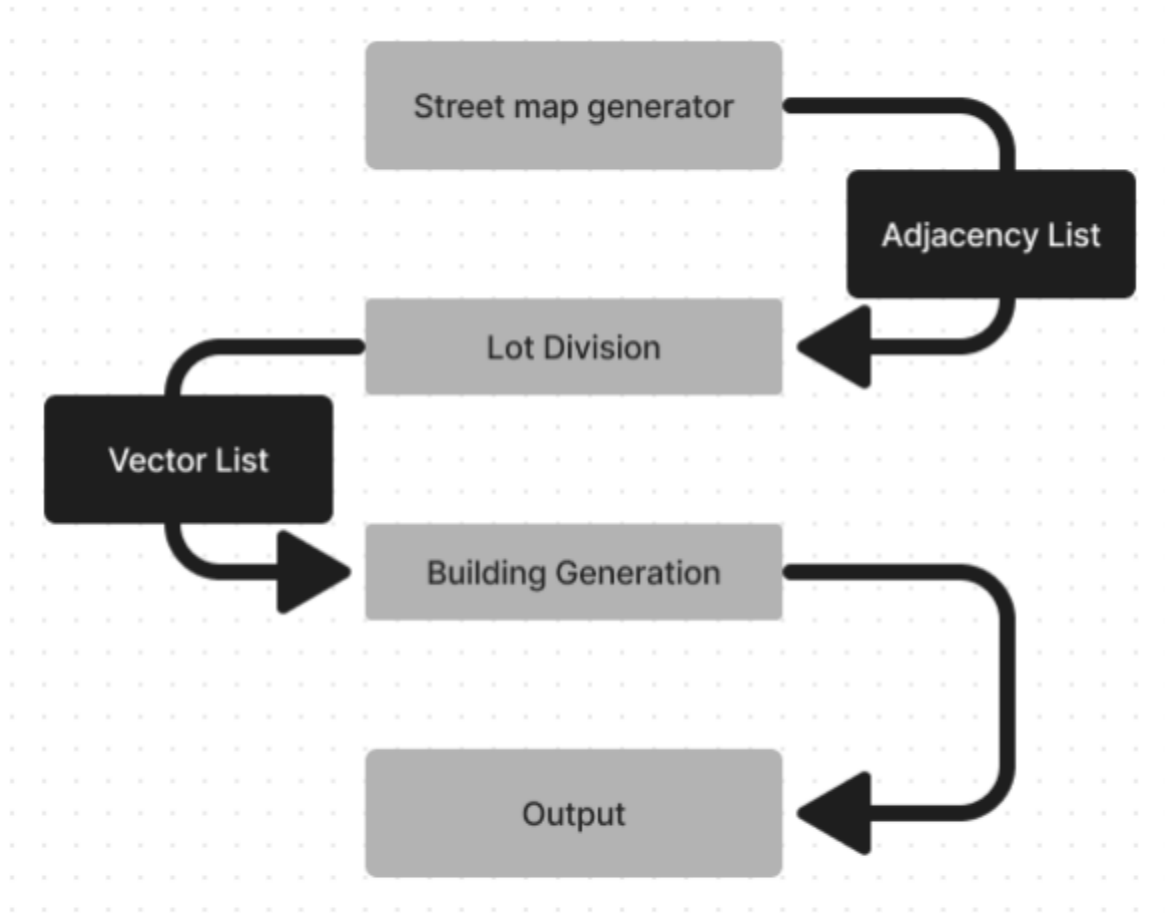 Street map generator
Adjacency List
Lot Division
Vector List
Building Generation
Output